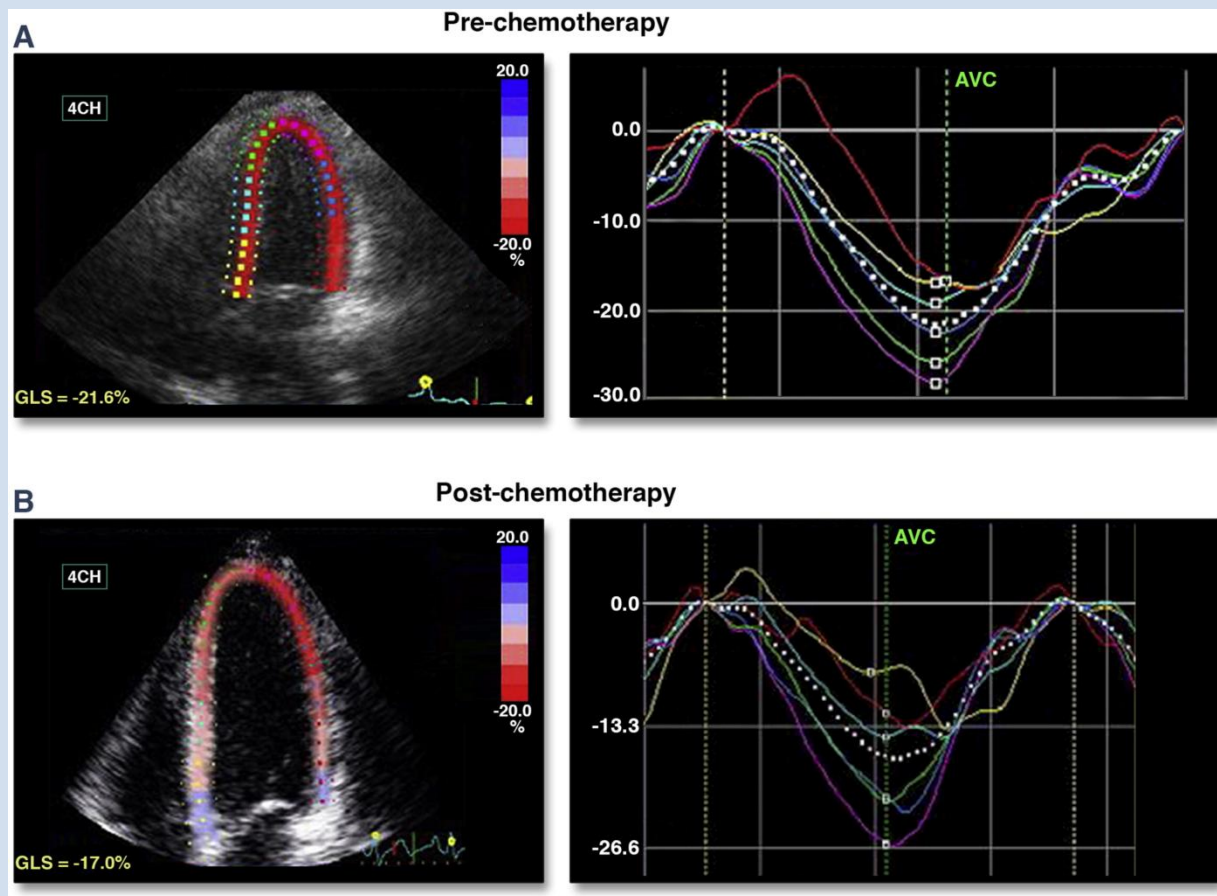 A
Pre-chemotherapy
4CH
20.0
-20.0
%
GLS = -21.6%
AVC
0.0
-10.0
-20.0
-30.0
B
Post-chemotherapy
4CH
20.0
-20.0
%
GLS = -17.0%
AVC
0.0
-13.3
-26.6